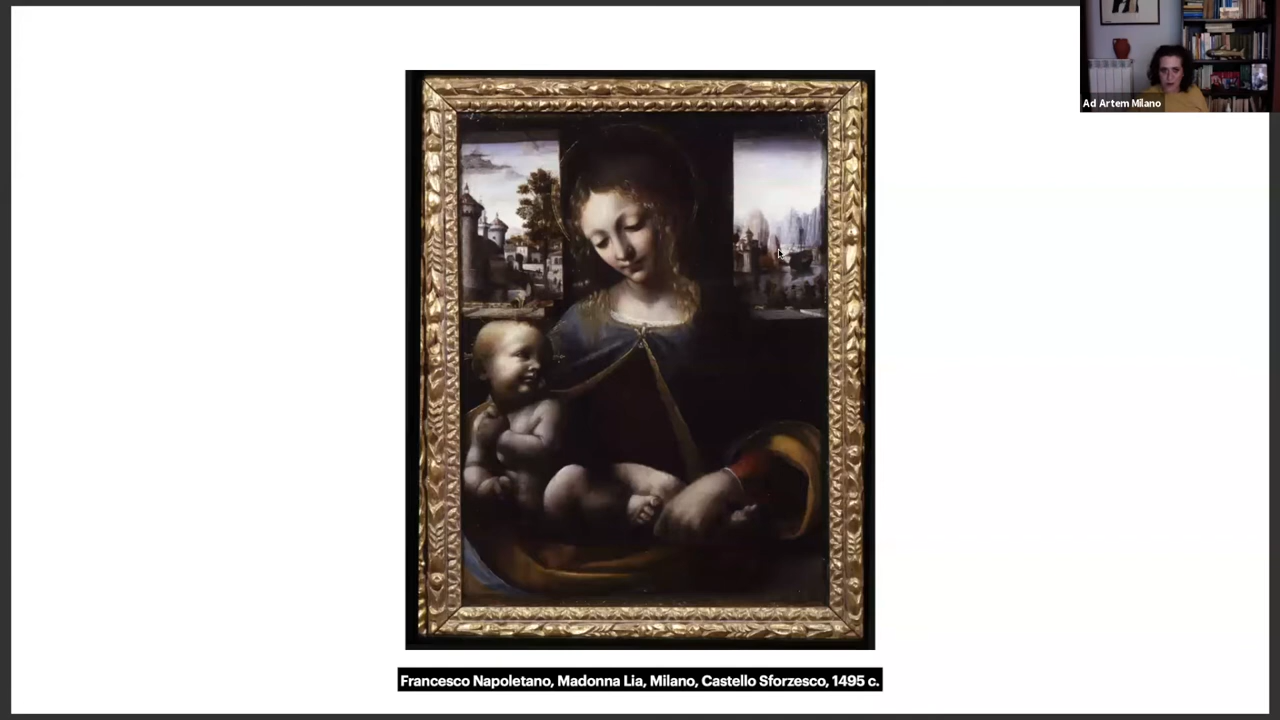 Ad Artem Milano
Francesco Napoletano, Madonna Lia, Milano, Castello Sforzesco, 1495 c.